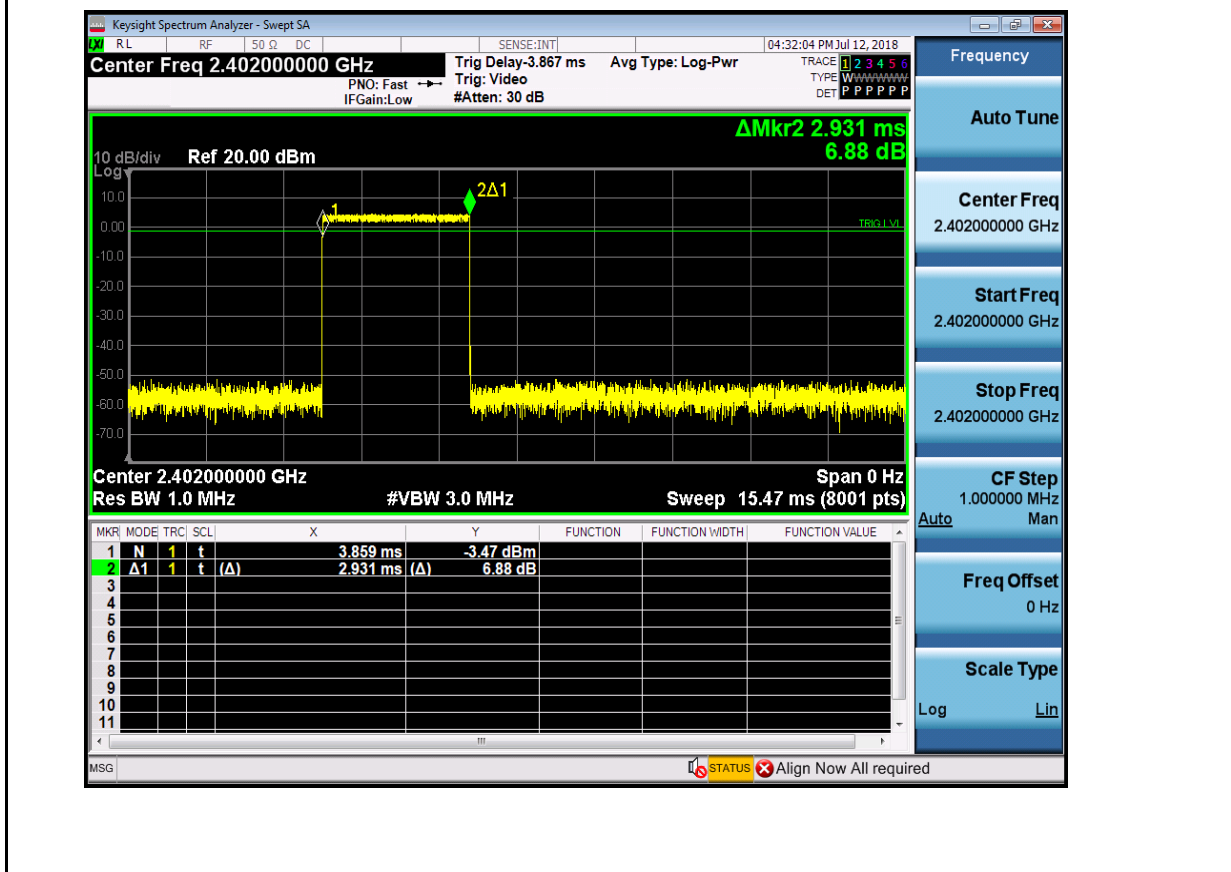 Keysight Spectrum Analyzer - Swept SA
LXI RL RF 50 Ω DC SENSE:INT 04:32:04 PM Jul 12, 2018
Center Freq 2.402000000 GHz
PNO: Fast
IFGain:Low
Trig Delay-3.867 ms
Trig: Video
#Atten: 30 dB
Avg Type: Log-Pwr
TRACE 1 2 3 4 5 6
TYPE WWWWWW
DET P P P P P P
ΔMkr2 2.931 ms
6.88 dB
10 dB/div Ref 20.00 dBm
Log
10.0
0.00
-10.0
-20.0
-30.0
-40.0
-50.0
-60.0
-70.0
1
2Δ1
TRIG LVL
Center 2.402000000 GHz Span 0 Hz
Res BW 1.0 MHz #VBW 3.0 MHz Sweep 15.47 ms (8001 pts)
MKR MODE TRC SCL X Y FUNCTION FUNCTION WIDTH FUNCTION VALUE
1 N 1 t 3.859 ms -3.47 dBm
2 Δ1 1 t (Δ) 2.931 ms (Δ) 6.88 dB
3
4
5
6
7
8
9
10
11
MSG STATUS Align Now All required
Frequency
Auto Tune
Center Freq
2.402000000 GHz
Start Freq
2.402000000 GHz
Stop Freq
2.402000000 GHz
CF Step
1.000000 MHz
Auto Man
Freq Offset
0 Hz
Scale Type
Log Lin